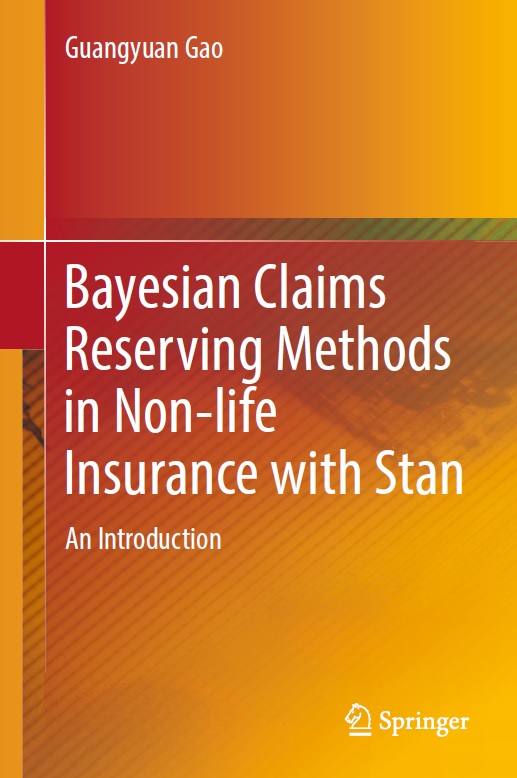 Guangyuan Gao
Bayesian Claims
Reserving Methods
in Non-life
Insurance with Stan
An Introduction
Springer